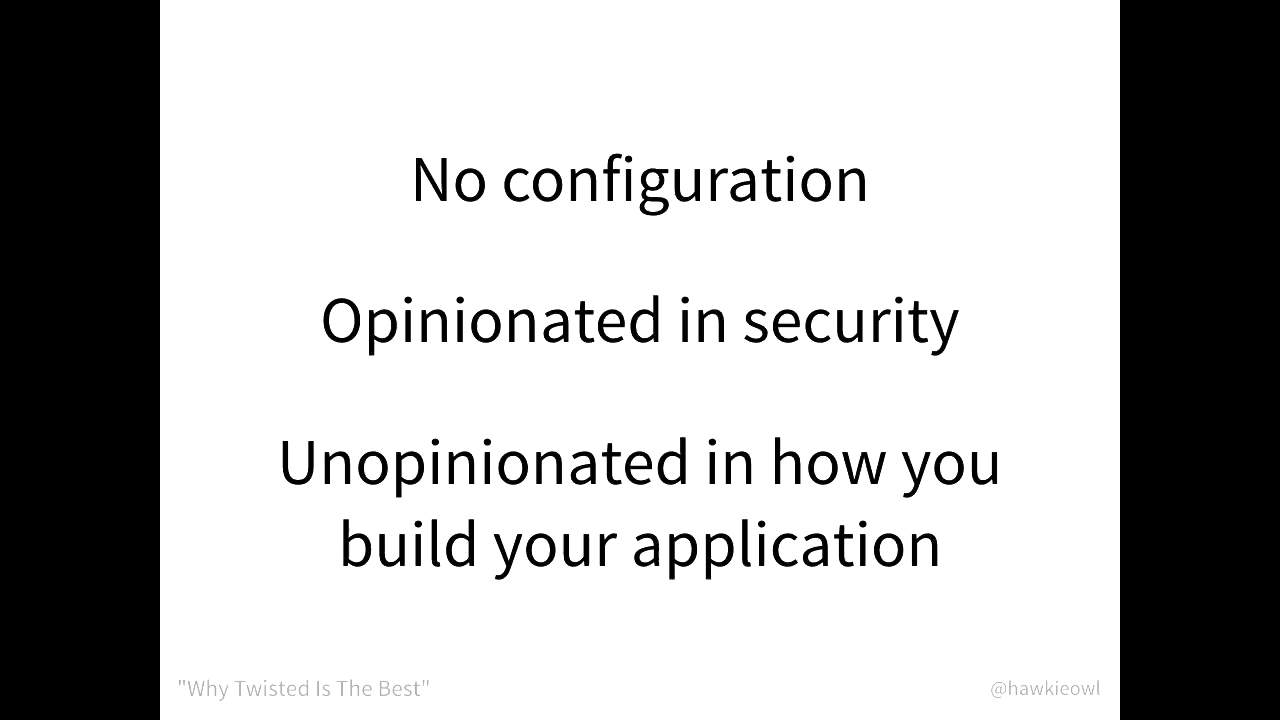 No configuration
Opinionated in security
Unopinionated in how you
build your application
"Why Twisted Is The Best"
@hawkieowl